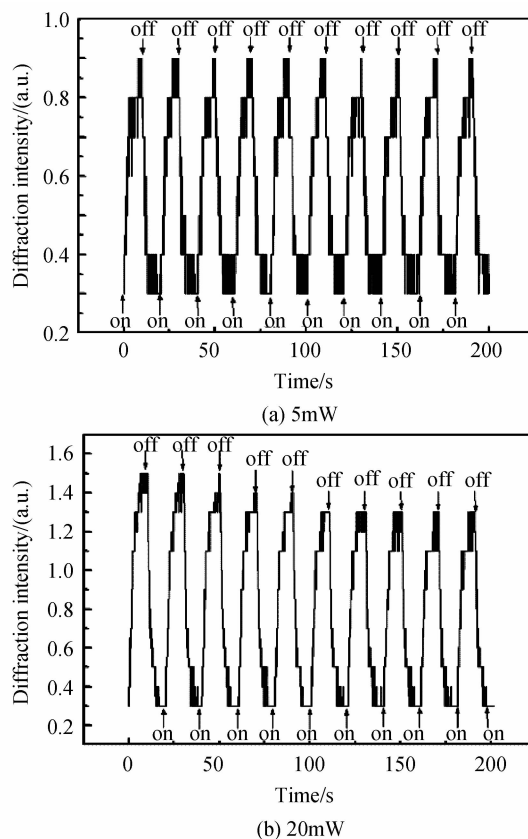 off off off off off off off off off off
1.0
0.8
0.6
0.4
0.2
Diffraction intensity/(a.u.)
on on on on on on on on on on
0 50 100 150 200
Time/s
(a) 5mW
off off off off off off off off off off
1.6
1.4
1.2
1.0
0.8
0.6
0.4
0.2
Diffraction intensity/(a.u.)
on on on on on on on on on on
0 50 100 150 200
Time/s
(b) 20mW